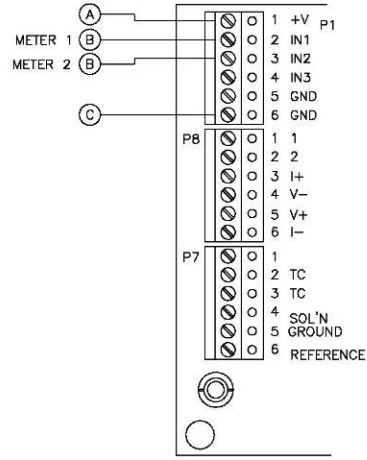 A 1 +V P1
METER 1 B 2 IN1
METER 2 B 3 IN2
4 IN3
5 GND
C 6 GND
P8 1 1
2 2
3 I+
4 V-
5 V+
6 I-
P7 1
2 TC
3 TC
4 SOL'N
5 GROUND
6 REFERENCE